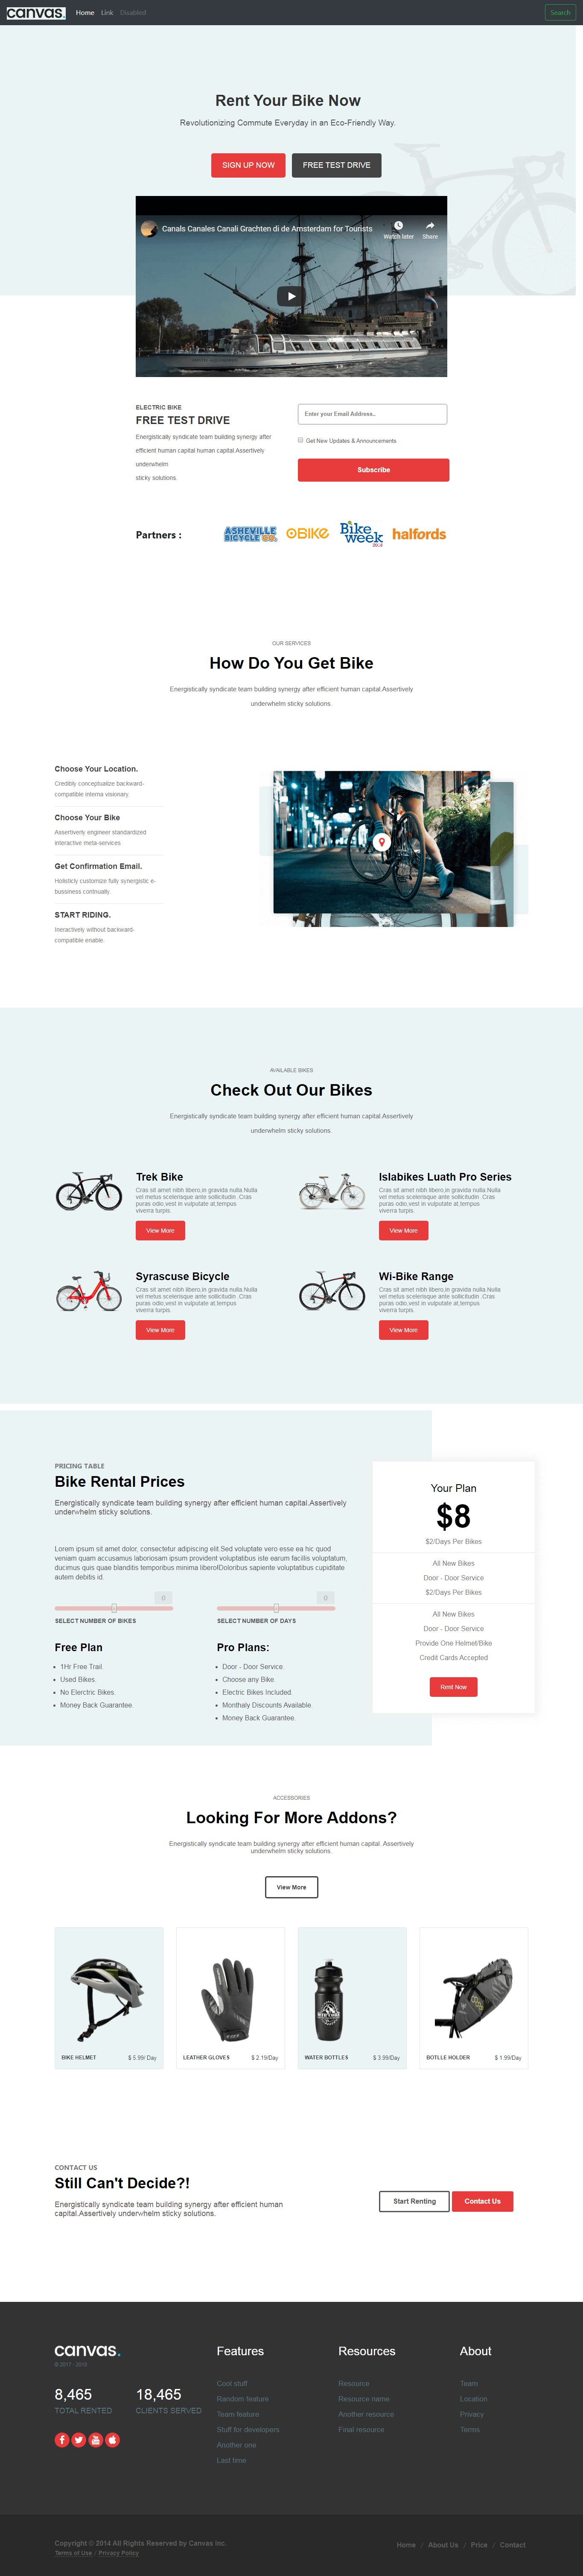 canvas.
Home Link Disabled
Search
Rent Your Bike Now
Revolutionizing Commute Everyday in an Eco-Friendly Way.
SIGN UP NOW
FREE TEST DRIVE
Canals Canales Canali Grachten di de Amsterdam for Tourists
Watch later
Share
ELECTRIC BIKE
FREE TEST DRIVE
Energistically syndicate team building synergy after
efficient human capital human capital.Assertively
underwhelm
sticky solutions.
Enter your Email Address..
Get New Updates & Announcements
Subscribe
Partners :
ASHEVILLE
BICYCLE CO.
OBIKE
Bike
week
halfords
OUR SERVICES
How Do You Get Bike
Energistically syndicate team building synergy after efficient human capital.Assertively
underwhelm sticky solutions.
Choose Your Location.
Credibly conceptualize backward-
compatible interna visionary.
Choose Your Bike
Assertiverly engineer standardized
interactive meta-services.
Get Confirmation Email.
Holisticly customize fully synergistic e-
bussiness contnually.
START RIDING.
Ineractively without backward-
compatible enable.
AVAILABLE BIKES
Check Out Our Bikes
Energistically syndicate team building synergy after efficient human capital.Assertively
underwhelm sticky solutions.
Trek Bike
Cras sit amet nibh libero,in gravida nulla Nulla
vel metus scelerisque ante sollicitudin .Cras
puras odio,vest in vulputate at,tempus
viverra turpis.
View More
Islabikes Luath Pro Series
Cras sit amet nibh libero,in gravida nulla Nulla
vel metus scelerisque ante sollicitudin .Cras
puras odio,vest in vulputate at,tempus
viverra turpis.
View More
Syrascuse Bicycle
Cras sit amet nibh libero,in gravida nulla Nulla
vel metus scelerisque ante sollicitudin .Cras
puras odio,vest in vulputate at,tempus
viverra turpis.
View More
Wi-Bike Range
Cras sit amet nibh libero,in gravida nulla Nulla
vel metus scelerisque ante sollicitudin .Cras
puras odio,vest in vulputate at,tempus
viverra turpis.
View More
PRICING TABLE
Bike Rental Prices
Energistically syndicate team building synergy after efficient human capital.Assertively
underwhelm sticky solutions.
Lorem ipsum sit amet dolor, consectetur adipiscing elit.Sed voluptate vero esse ea hic quod
veniam quam accusamus laboriosam ipsum provident voluptatibus iste earum facilis voluptatum,
ducimus quis quae blanditis temporibus minima libero!Doloribus sapiente voluptatibus cupiditate
autem debitis id.
0
SELECT NUMBER OF BIKES
0
SELECT NUMBER OF DAYS
Free Plan
1Hr Free Trail.
Used Bikes.
No Elerctric Bikes.
Money Back Guarantee.
Pro Plans:
Door - Door Service.
Choose any Bike.
Electric Bikes Included.
Monthaly Discounts Available.
Money Back Guarantee.
Your Plan
$8
$2/Days Per Bikes
All New Bikes
Door - Door Service
$2/Days Per Bikes
All New Bikes
Door - Door Service
Provide One Helmet/Bike
Credit Cards Accepted
Rent Now
ACCESSORIES
Looking For More Addons?
Energistically syndicate team building synergy after efficient human capital. Assertively
underwhelm sticky solutions.
View More
BIKE HELMET $ 5.99/ Day
LEATHER GLOVES $ 2.19/Day
WATER BOTTLES $ 3.99/Day
BOTLLE HOLDER $ 1.99/Day
CONTACT US
Still Can't Decide?!
Energistically syndicate team building synergy after efficient human
capital.Assertively underwhelm sticky solutions.
Start Renting
Contact Us
canvas.
© 2017 - 2018
8,465
TOTAL RENTED
18,465
CLIENTS SERVED
Features
Cool stuff
Random feature
Team feature
Stuff for developers
Another one
Last time
Resources
Resource
Resource name
Another resource
Final resource
About
Team
Location
Privacy
Terms
Copyright © 2014 All Rights Reserved by Canvas Inc.
Terms of Use / Privacy Policy
Home / About Us / Price / Contact